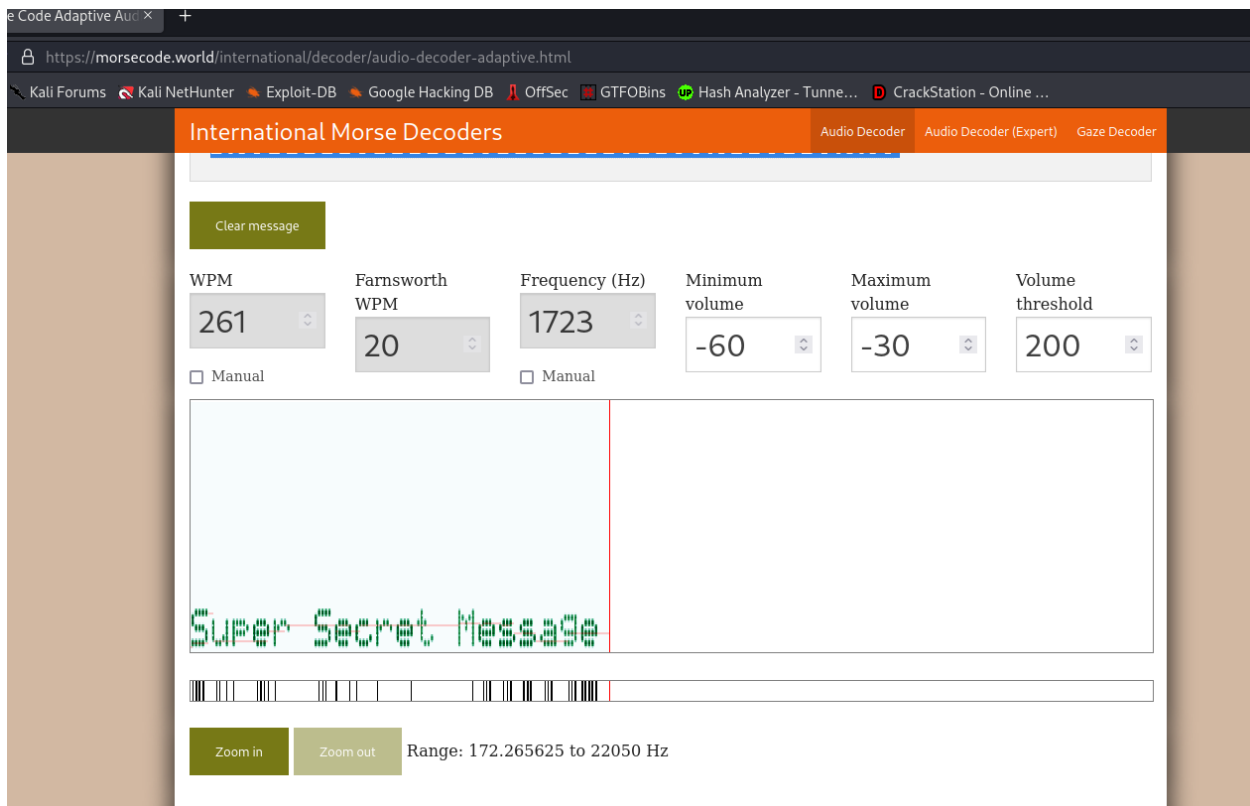 e Code Adaptive Aud × +
https://morsecode.world/international/decoder/audio-decoder-adaptive.html
Kali Forums Kali NetHunter Exploit-DB Google Hacking DB OffSec GTFOBins UP Hash Analyzer - Tunne... D CrackStation - Online ...
International Morse Decoders Audio Decoder Audio Decoder (Expert) Gaze Decoder
Clear message
WPM Farnsworth WPM Frequency (Hz) Minimum volume Maximum volume Volume threshold
261 20 1723 -60 -30 200
Manual Manual
Super Secret Message
Zoom in Zoom out Range: 172.265625 to 22050 Hz